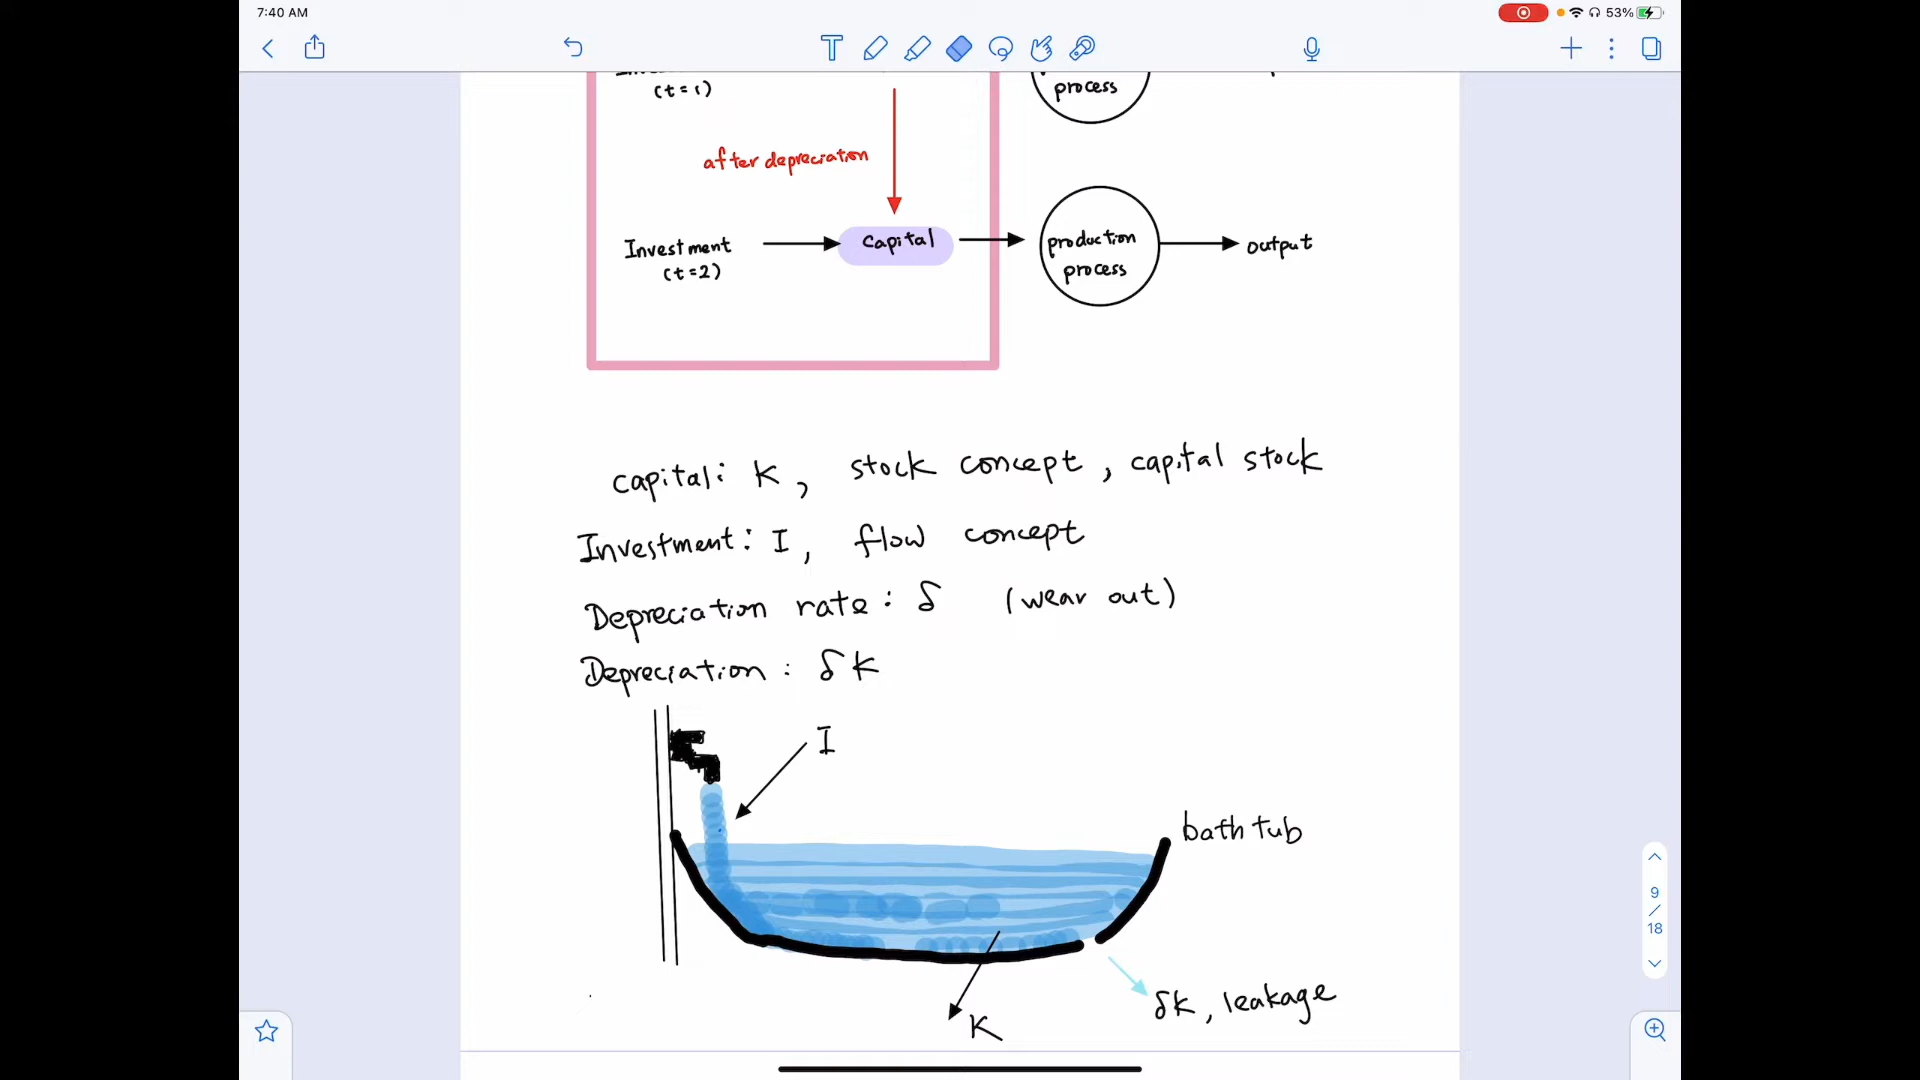 7:40 AM
53%
(t=1)
process
after depreciation
Investment
(t=2)
Capital
production
process
output
capital: K, stock concept, capital stock
Investment: I, flow concept
Depreciation rate: δ (wear out)
Depreciation: δK
I
bath tub
K
δK, leakage
9
/
18